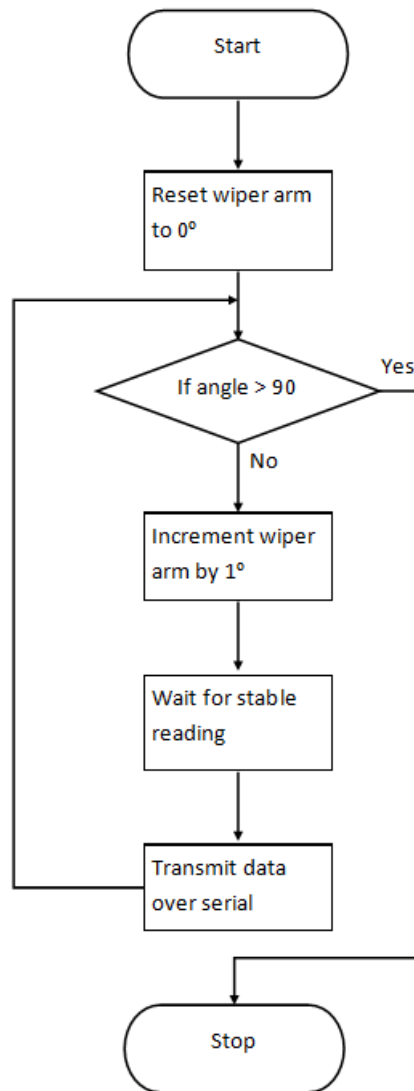 Start
Reset wiper arm
to 0º
If angle > 90
Yes
No
Increment wiper
arm by 1º
Wait for stable
reading
Transmit data
over serial
Stop